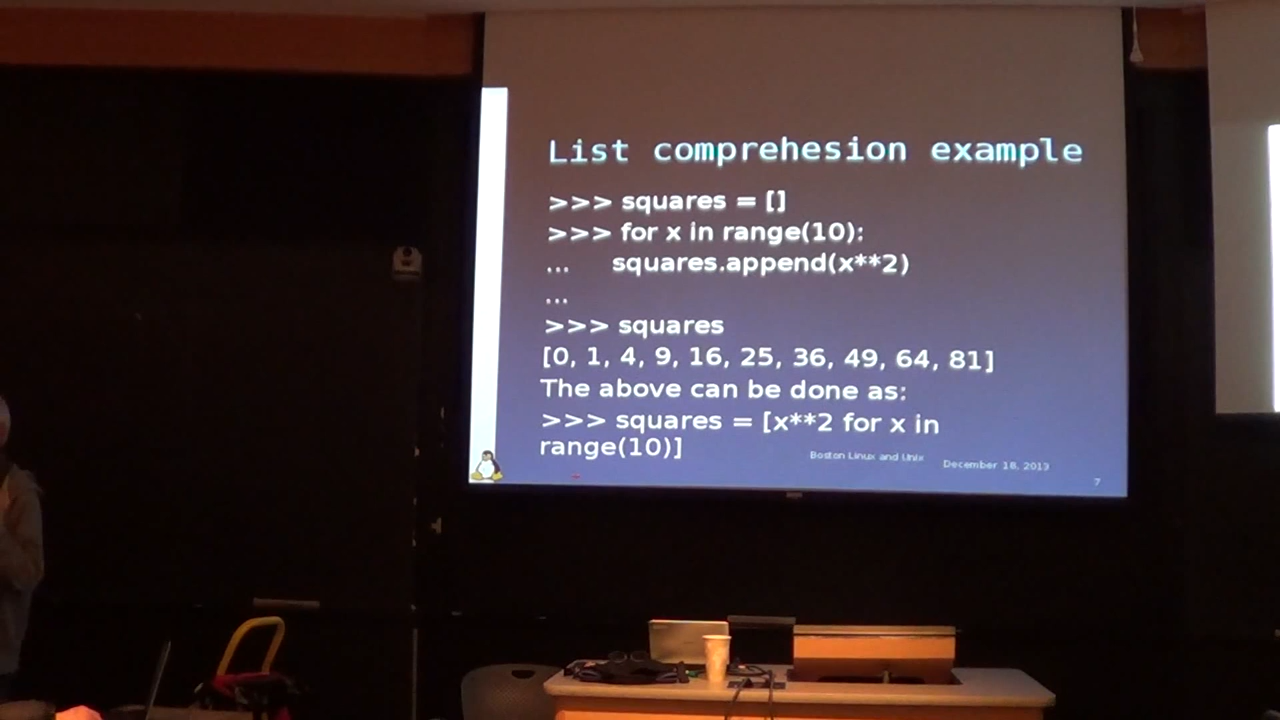 List comprehesion example
>>> squares = []
>>> for x in range(10):
... squares.append(x**2)
...
>>> squares
[0, 1, 4, 9, 16, 25, 36, 49, 64, 81]
The above can be done as:
>>> squares = [x**2 for x in
range(10)]
Boston Linux and Unix
December 18, 2013
7